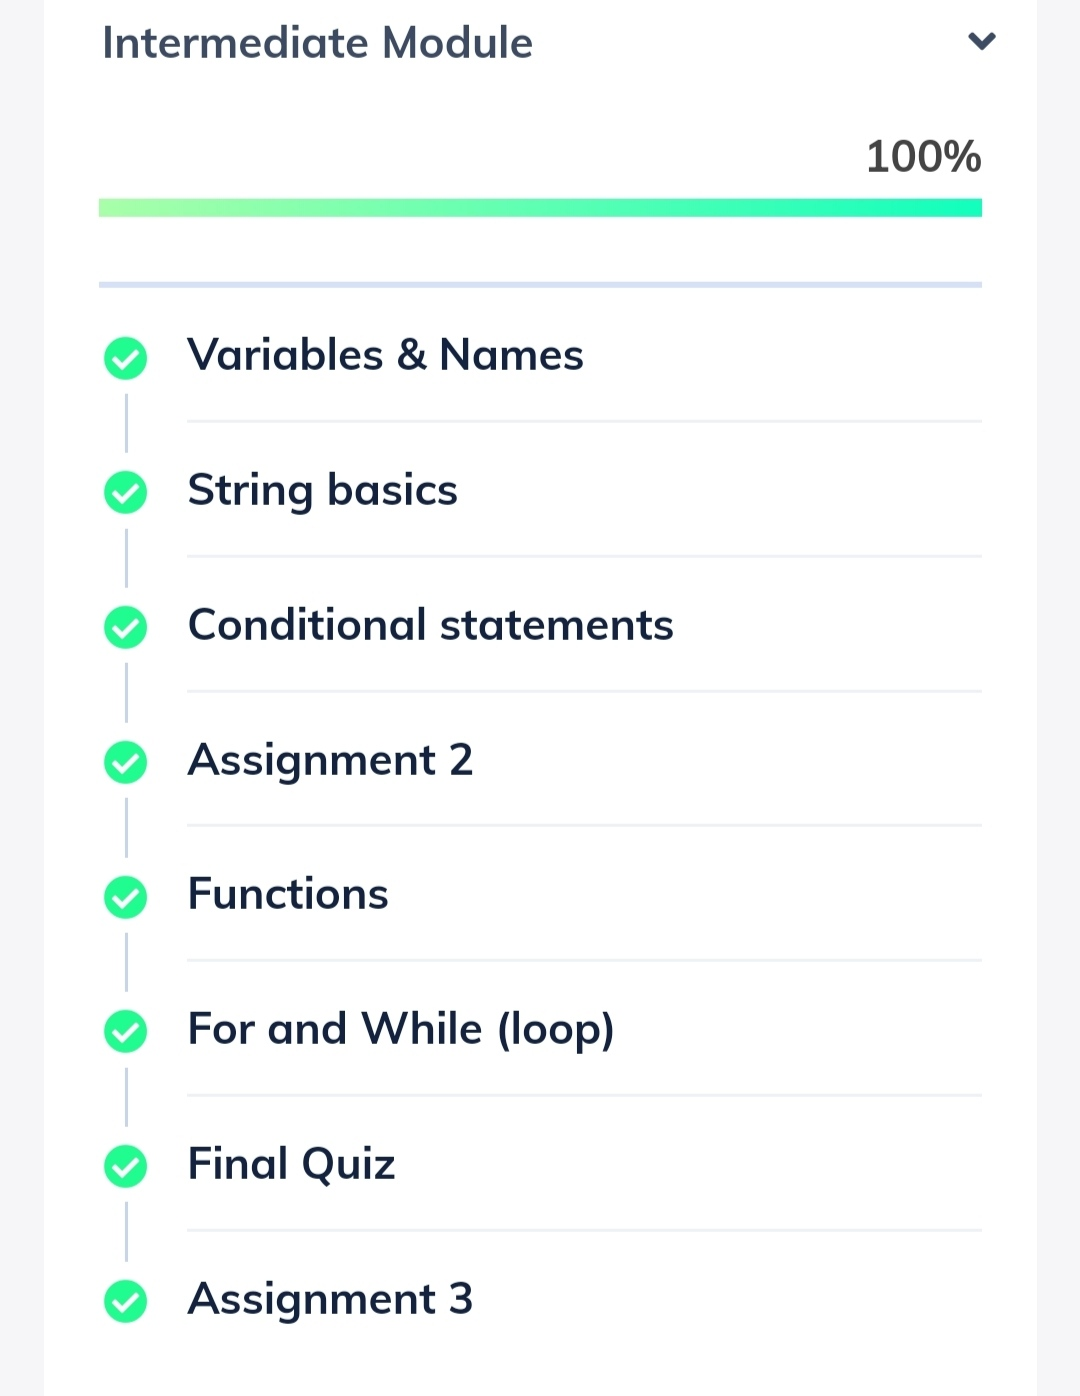 Intermediate Module
100%
Variables & Names
String basics
Conditional statements
Assignment 2
Functions
For and While (loop)
Final Quiz
Assignment 3